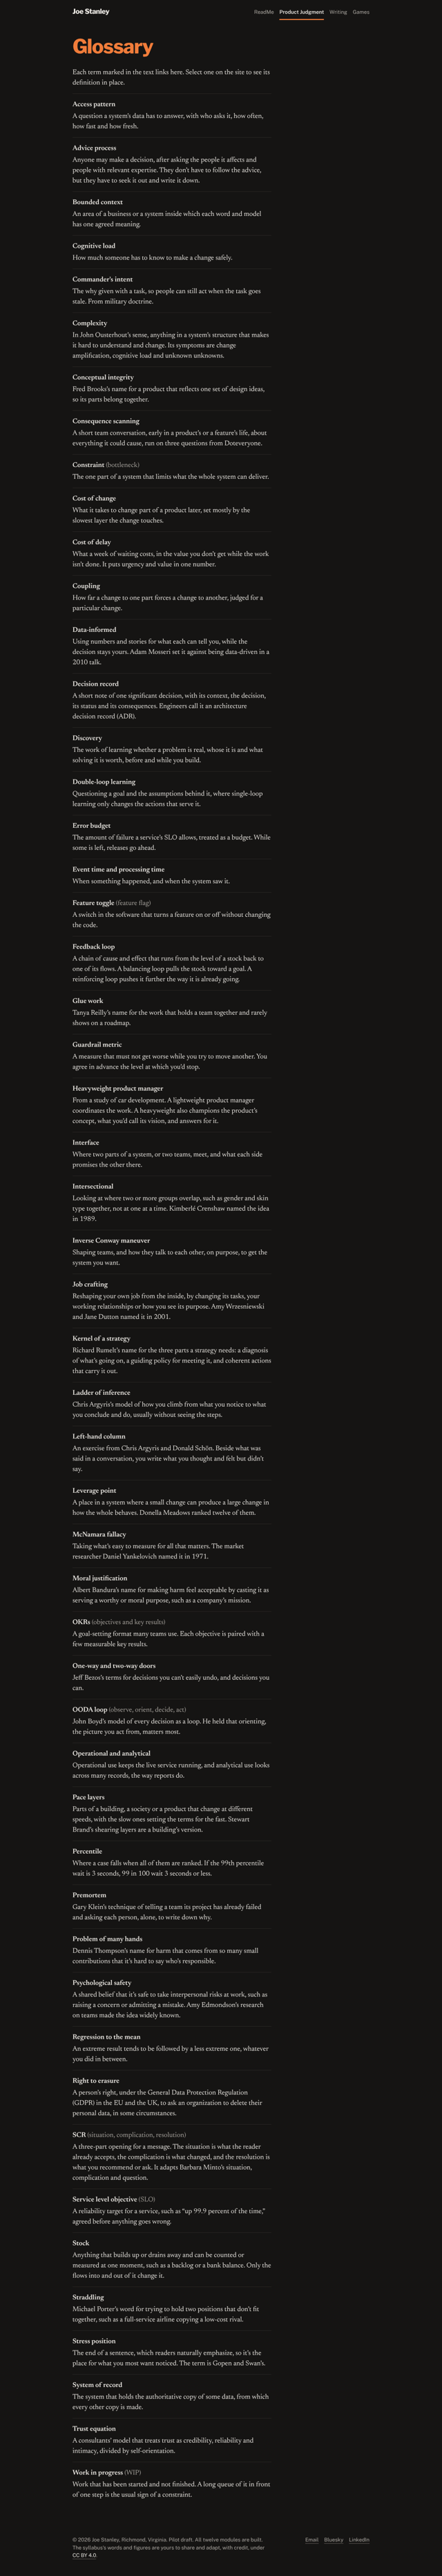 Joe Stanley
ReadMe Product Judgment Writing Games
Glossary
Each term marked in the text links here. Select one on the site to see its
definition in place.
Access pattern
A question a system's data has to answer, with who asks it, how often,
how fast and how fresh.
Advice process
Anyone may make a decision, after asking the people it affects and
people with relevant expertise. They don't have to follow the advice,
but they have to seek it out and write it down.
Bounded context
An area of a business or a system inside which each word and model
has one agreed meaning.
Cognitive load
How much someone has to know to make a change safely.
Commander's intent
The why given with a task, so people can still act when the task goes
stale. From military doctrine.
Complexity
In John Ousterhout's sense, anything in a system's structure that makes
it hard to understand and change. Its symptoms are change
amplification, cognitive load and unknown unknowns.
Conceptual integrity
Fred Brooks's name for a product that reflects one set of design ideas,
so its parts belong together.
Consequence scanning
A short team conversation, early in a product's or a feature's life, about
everything it could cause, run on three questions from Doteveryone.
Constraint (bottleneck)
The one part of a system that limits what the whole system can deliver.
Cost of change
What it takes to change part of a product later, set mostly by the
slowest layer the change touches.
Cost of delay
What a week of waiting costs, in the value you don't get while the work
isn't done. It puts urgency and value in one number.
Coupling
How far a change to one part forces a change to another, judged for a
particular change.
Data-informed
Using numbers and stories for what each can tell you, while the
decision stays yours. Adam Mosseri set it against being data-driven in a
2010 talk.
Decision record
A short note of one significant decision, with its context, the decision,
its status and its consequences. Engineers call it an architecture
decision record (ADR).
Discovery
The work of learning whether a problem is real, whose it is and what
solving it is worth, before and while you build.
Double-loop learning
Questioning a goal and the assumptions behind it, where single-loop
learning only changes the actions that serve it.
Error budget
The amount of failure a service's SLO allows, treated as a budget. While
some is left, releases go ahead.
Event time and processing time
When something happened, and when the system saw it.
Feature toggle (feature flag)
A switch in the software that turns a feature on or off without changing
the code.
Feedback loop
A chain of cause and effect that runs from the level of a stock back to
one of its flows. A balancing loop pulls the stock toward a goal. A
reinforcing loop pushes it further the way it is already going.
Glue work
Tanya Reilly's name for the work that holds a team together and rarely
shows on a roadmap.
Guardrail metric
A measure that must not get worse while you try to move another. You
agree in advance the level at which you'd stop.
Heavyweight product manager
From a study of car development. A lightweight product manager
coordinates the work. A heavyweight also champions the product's
concept, what you'd call its vision, and answers for it.
Interface
Where two parts of a system, or two teams, meet, and what each side
promises the other there.
Intersectional
Looking at where two or more groups overlap, such as gender and skin
type together, not one at a time. Kimberlé Crenshaw named the idea
in 1989.
Inverse Conway maneuver
Shaping teams, and how they talk to each other, on purpose, to get the
system you want.
Job crafting
Reshaping your own job from the inside, by changing its tasks, your
working relationships or how you see its purpose. Amy Wrzesniewski
and Jane Dutton named it in 2001.
Kernel of a strategy
Richard Rumelt's name for the three parts a strategy needs: a diagnosis
of what's going on, a guiding policy for meeting it, and coherent actions
that carry it out.
Ladder of inference
Chris Argyris's model of how you climb from what you notice to what
you conclude and do, usually without seeing the steps.
Left-hand column
An exercise from Chris Argyris and Donald Schön. Beside what was
said in a conversation, you write what you thought and felt but didn't
say.
Leverage point
A place in a system where a small change can produce a large change in
how the whole behaves. Donella Meadows ranked twelve of them.
McNamara fallacy
Taking what's easy to measure for all that matters. The market
researcher Daniel Yankelovich named it in 1971.
Moral justification
Albert Bandura's name for making harm feel acceptable by casting it as
serving a worthy or moral purpose, such as a company's mission.
OKRs (objectives and key results)
A goal-setting format many teams use. Each objective is paired with a
few measurable key results.
One-way and two-way doors
Jeff Bezos's terms for decisions you can't easily undo, and decisions you
can.
OODA loop (observe, orient, decide, act)
John Boyd's model of every decision as a loop. He held that orienting,
the picture you act from, matters most.
Operational and analytical
Operational use keeps the live service running, and analytical use looks
across many records, the way reports do.
Pace layers
Parts of a building, a society or a product that change at different
speeds, with the slow ones setting the terms for the fast. Stewart
Brand's shearing layers are a building's version.
Percentile
Where a case falls when all of them are ranked. If the 99th percentile
wait is 3 seconds, 99 in 100 wait 3 seconds or less.
Premortem
Gary Klein's technique of telling a team its project has already failed
and asking each person, alone, to write down why.
Problem of many hands
Dennis Thompson's name for harm that comes from so many small
contributions that it's hard to say who's responsible.
Psychological safety
A shared belief that it's safe to take interpersonal risks at work, such as
raising a concern or admitting a mistake. Amy Edmondson's research
on teams made the idea widely known.
Regression to the mean
An extreme result tends to be followed by a less extreme one, whatever
you did in between.
Right to erasure
A person's right, under the General Data Protection Regulation
(GDPR) in the EU and the UK, to ask an organization to delete their
personal data, in some circumstances.
SCR (situation, complication, resolution)
A three-part opening for a message. The situation is what the reader
already accepts, the complication is what changed, and the resolution is
what you recommend or ask. It adapts Barbara Minto's situation,
complication and question.
Service level objective (SLO)
A reliability target for a service, such as “up 99.9 percent of the time,”
agreed before anything goes wrong.
Stock
Anything that builds up or drains away and can be counted or
measured at one moment, such as a backlog or a bank balance. Only the
flows into and out of it change it.
Straddling
Michael Porter's word for trying to hold two positions that don't fit
together, such as a full-service airline copying a low-cost rival.
Stress position
The end of a sentence, which readers naturally emphasize, so it's the
place for what you most want noticed. The term is Gopen and Swan's.
System of record
The system that holds the authoritative copy of some data, from which
every other copy is made.
Trust equation
A consultants' model that treats trust as credibility, reliability and
intimacy, divided by self-orientation.
Work in progress (WIP)
Work that has been started and not finished. A long queue of it in front
of one step is the usual sign of a constraint.
© 2026 Joe Stanley, Richmond, Virginia. Pilot draft. All twelve modules are built.
The syllabus's words and figures are yours to share and adapt, with credit, under
CC BY 4.0.
Email Bluesky LinkedIn